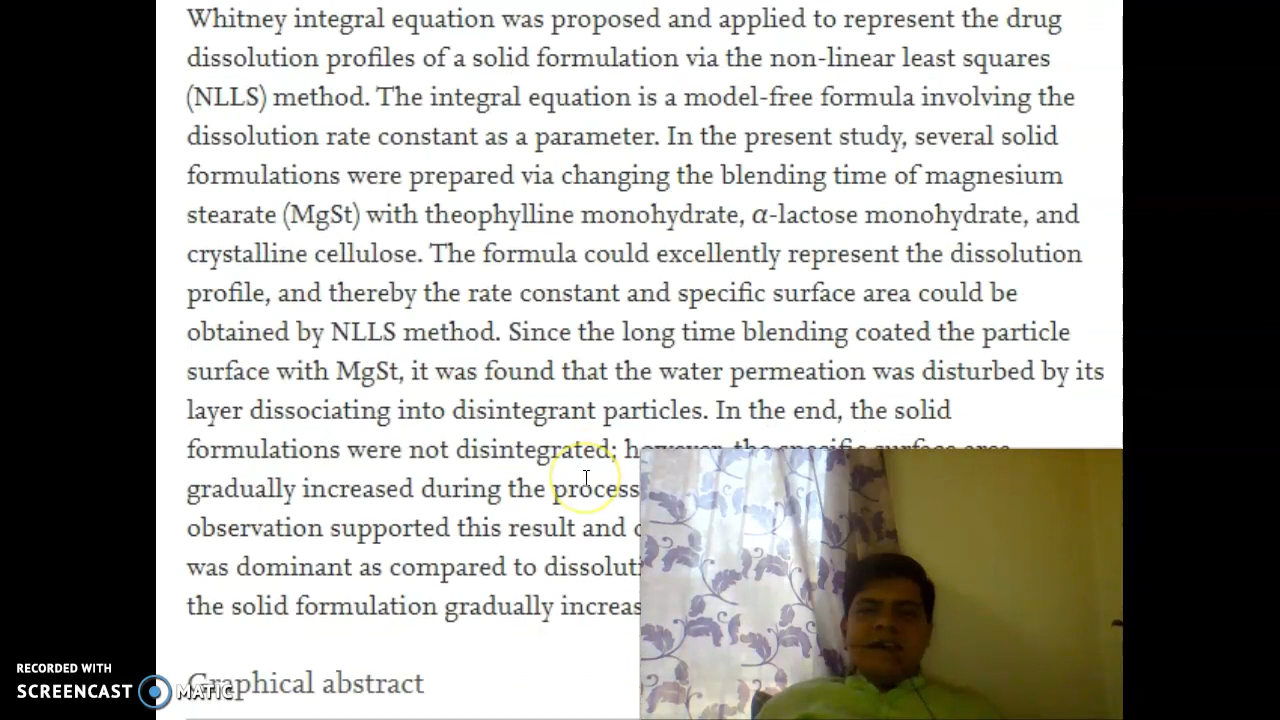 Whitney integral equation was proposed and applied to represent the drug
dissolution profiles of a solid formulation via the non-linear least squares
(NLLS) method. The integral equation is a model-free formula involving the
dissolution rate constant as a parameter. In the present study, several solid
formulations were prepared via changing the blending time of magnesium
stearate (MgSt) with theophylline monohydrate, α-lactose monohydrate, and
crystalline cellulose. The formula could excellently represent the dissolution
profile, and thereby the rate constant and specific surface area could be
obtained by NLLS method. Since the long time blending coated the particle
surface with MgSt, it was found that the water permeation was disturbed by its
layer dissociating into disintegrant particles. In the end, the solid
formulations were not disintegrated; however, the specific surface area
gradually increased during the process
observation supported this result and
was dominant as compared to
the solid formulation gradually
Graphical abstract
RECORDED WITH
SCREENCAST MATIC